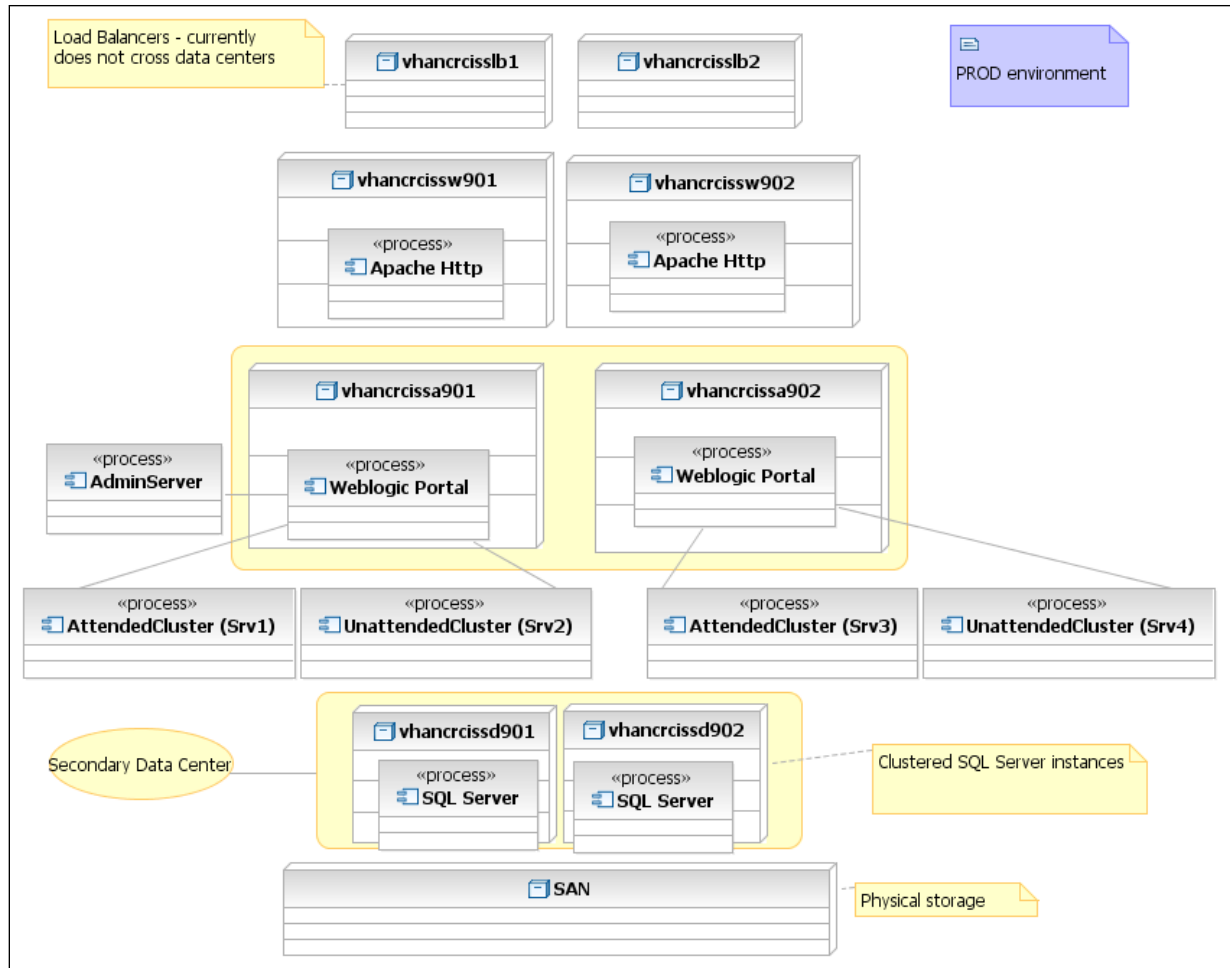 Load Balancers - currently
does not cross data centers
vhancrcisslb1
vhancrcisslb2
PROD environment
vhancrcissw901
vhancrcissw902
«process»
Apache Http
«process»
Apache Http
vhancrcissa901
vhancrcissa902
«process»
AdminServer
«process»
Weblogic Portal
«process»
Weblogic Portal
«process»
AttendedCluster (Srv1)
«process»
UnattendedCluster (Srv2)
«process»
AttendedCluster (Srv3)
«process»
UnattendedCluster (Srv4)
Secondary Data Center
vhancrcissd901
vhancrcissd902
«process»
SQL Server
«process»
SQL Server
Clustered SQL Server instances
SAN
Physical storage